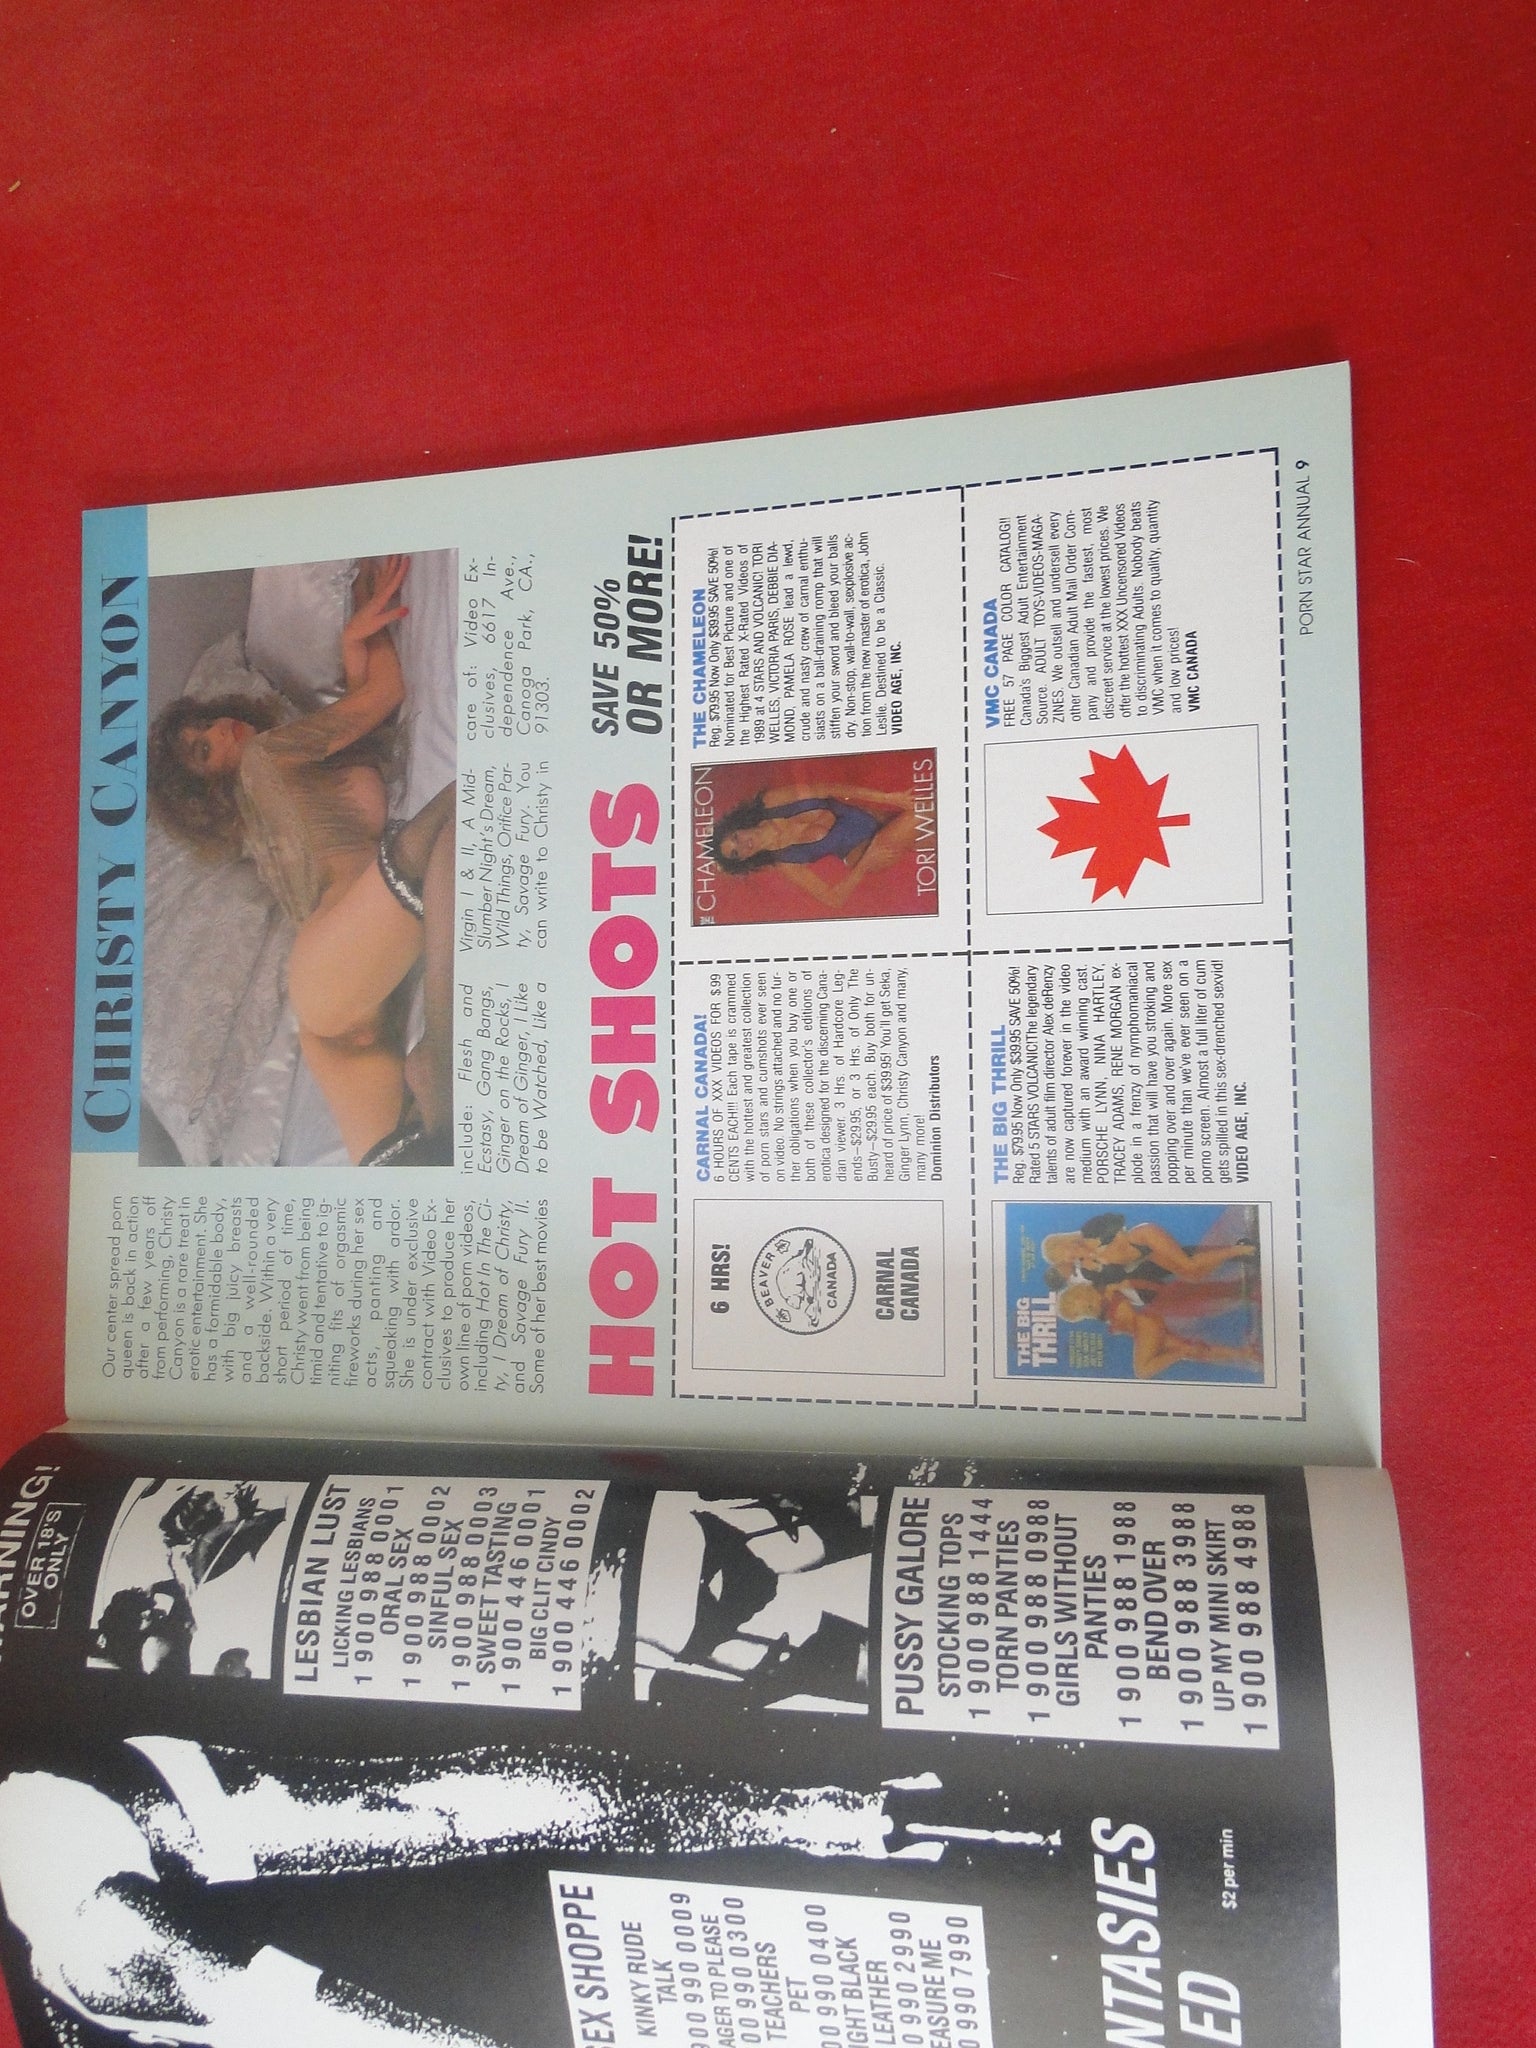 WARNING!
OVER 18'S
ONLY
LESBIAN LUST
LICKING LESBIANS
1 900 988 0001
ORAL SEX
1 900 988 0002
SINFUL SEX
1 900 988 0003
SWEET TASTING
1 900 446 0001
BIG CLIT CINDY
1 900 446 0002
SEX SHOPPE
KINKY RUDE
TALK
900 990 0009
EAGER TO PLEASE
00 990 0300
TEACHERS
PET
00 990 0400
LEATHER
0 990 2990
0 990 7990
PUSSY GALORE
STOCKING TOPS
1 900 988 1444
TORN PANTIES
1 900 988 0988
GIRLS WITHOUT
PANTIES
1 900 988 1988
BEND OVER
1 900 988 3988
UP MY MINI SKIRT
1 900 988 4988
NTASIES
ED
$2 per min
CHRISTY CANYON
Our center spread porn
queen is back in action
after a few years off
from performing. Christy
Canyon is a rare treat in
erotic entertainment. She
has a formidable body,
with big juicy breasts
and a well-rounded
backside. Within a very
short period of time,
Christy went from being
timid and tentative to ig-
niting fits of orgasmic
fireworks during her sex
acts, panting and
squeaking with ardor.
She is under exclusive
contract with Video Ex-
clusives to produce her
own line of porn videos,
including Hot In The Ci-
ty, I Dream of Christy,
and Savage Fury II.
Some of her best movies
include: Flesh and
Ecstasy, Gang Bangs,
Ginger on the Rocks, I
Dream of Ginger, I Like
to be Watched, Like a
Virgin I & II, A Mid-
Slumber Night's Dream,
Wild Things, Orifice Par-
ty, Savage Fury. You
can write to Christy in
care of: Video Ex-
clusives, 6617 In-
dependence Ave.,
Canoga Park, CA.,
91303.
HOT SHOTS
SAVE 50%
OR MORE!
6 HRS!
BEAVER
CANADA
CARNAL
CANADA
CARNAL CANADA!
6 HOURS OF XXX VIDEOS FOR $.99
CENTS EACH!!! Each tape is crammed
with the hottest and greatest collection
of porn stars and cumshots ever seen
on video. No strings attached and no fur-
ther obligations when you buy one or
both of these collector's editions of
erotica designed for the discerning Cana-
dian viewer. 3 Hrs of Hardcore Leg-
ends—$29.95, or 3 Hrs. of Only The
Busty—$29.95 each. Buy both for un-
heard of price of $39.95! You'll get Seka,
Ginger Lynn, Christy Canyon and many,
many more!
Dominion Distributors
CHAMELEON
TORI WELLES
THE CHAMELEON
Reg. $79.95 Now Only $39.95 SAVE 50%!
Nominated for Best Picture and one of
the Highest Rated X-Rated Videos of
1989 at 4 STARS AND VOLCANIC! TORI
WELLES, VICTORIA PARIS, DEBBIE DIA-
MOND, PAMELA ROSE lead a lewd,
crude and nasty crew of carnal enthu-
siasts on a ball-draining romp that will
stiffen your sword and bleed your balls
dry. Non-stop, wall-to-wall, sexplosive ac-
tion from the new master of erotica, John
Leslie. Destined to be a Classic.
VIDEO AGE, INC.
THE BIG
THRILL
THE BIG THRILL
Reg. $79.95 Now Only $39.95 SAVE 50%!
Rated 5 STARS VOLCANIC!The legendary
talents of adult film director Alex deRenzy
are now captured forever in the video
medium with an award winning cast.
PORSCHE LYNN, NINA HARTLEY,
TRACEY ADAMS, RENE MORGAN ex-
plode in a frenzy of nymphomaniacal
passion that will have you stroking and
popping over and over again. More sex
per minute than we've ever seen on a
porno screen. Almost a full liter of cum
gets spilled in this sex-drenched sexvid!
VIDEO AGE, INC.
VMC CANADA
FREE 57 PAGE COLOR CATALOG!!
Canada's Biggest Adult Entertainment
Source. ADULT TOYS-VIDEOS-MAGA-
ZINES. We outsell and undersell every
other Canadian Adult Mail Order Com-
pany and provide the fastest, most
discreet service at the lowest prices. We
offer the hottest XXX Uncensored Videos
to discriminating Adults. Nobody beats
VMC when it comes to quality, quantity
and low prices!
VMC CANADA
PORN STAR ANNUAL 9